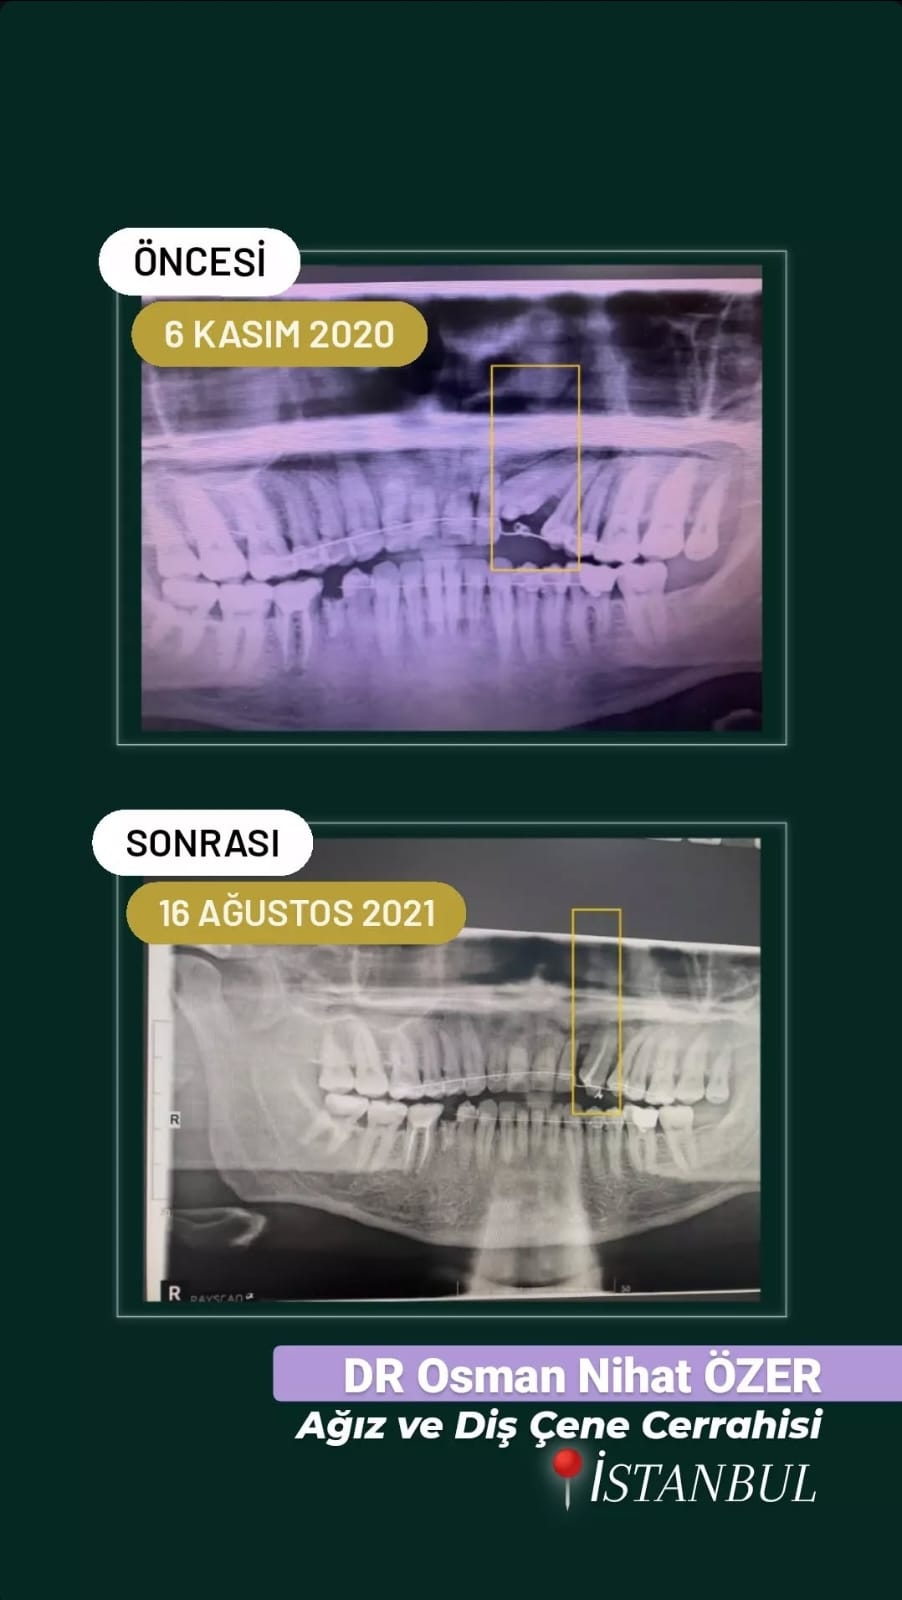 ÖNCESİ
6 KASIM 2020
SONRASI
16 AĞUSTOS 2021
R
R RAYSCAN α
50
DR Osman Nihat ÖZER
Ağız ve Diş Çene Cerrahisi
İSTANBUL